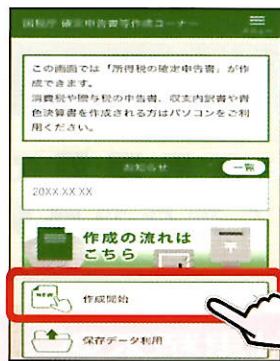 国税庁 確定申告書等作成コーナー
メニュー
この画面では「所得税の確定申告書」が作
成できます。
消費税や贈与税の申告書、収支内訳書や青
色決算書を作成される方はパソコンをご利
用ください。
お知らせ
一覧
20XX.XX.XX
作成の流れは
こちら
NEW
作成開始
保存データ利用